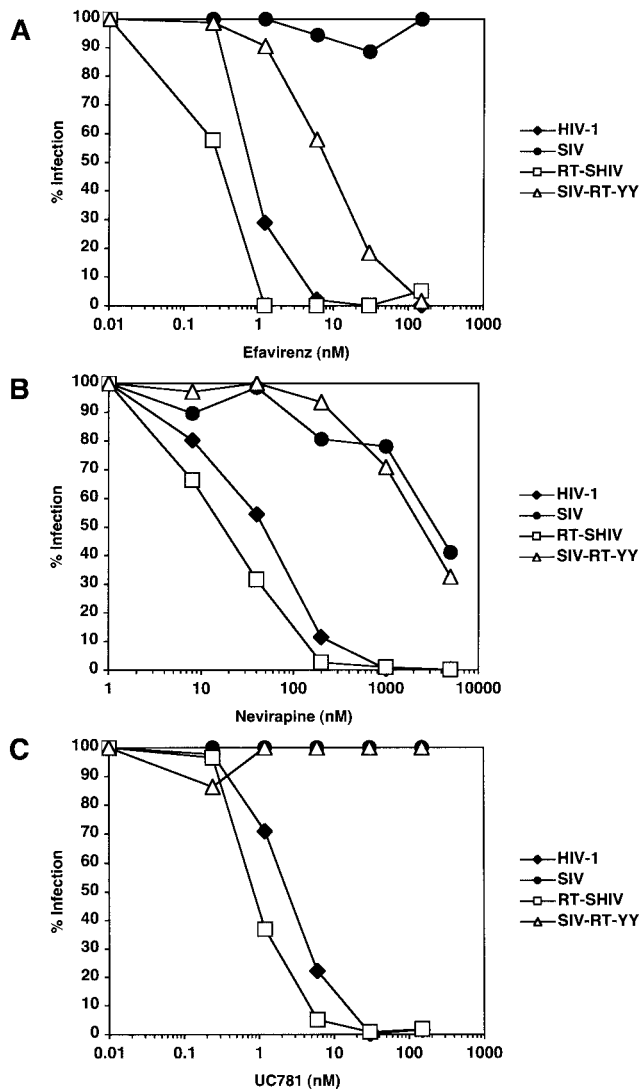 A
% Infection
100
90
80
70
60
50
40
30
20
10
0
0.01 0.1 1 10 100 1000
Efavirenz (nM)
HIV-1
SIV
RT-SHIV
SIV-RT-YY
B
% Infection
100
90
80
70
60
50
40
30
20
10
0
1 10 100 1000 10000
Nevirapine (nM)
HIV-1
SIV
RT-SHIV
SIV-RT-YY
C
% Infection
100
90
80
70
60
50
40
30
20
10
0
0.01 0.1 1 10 100 1000
UC781 (nM)
HIV-1
SIV
RT-SHIV
SIV-RT-YY